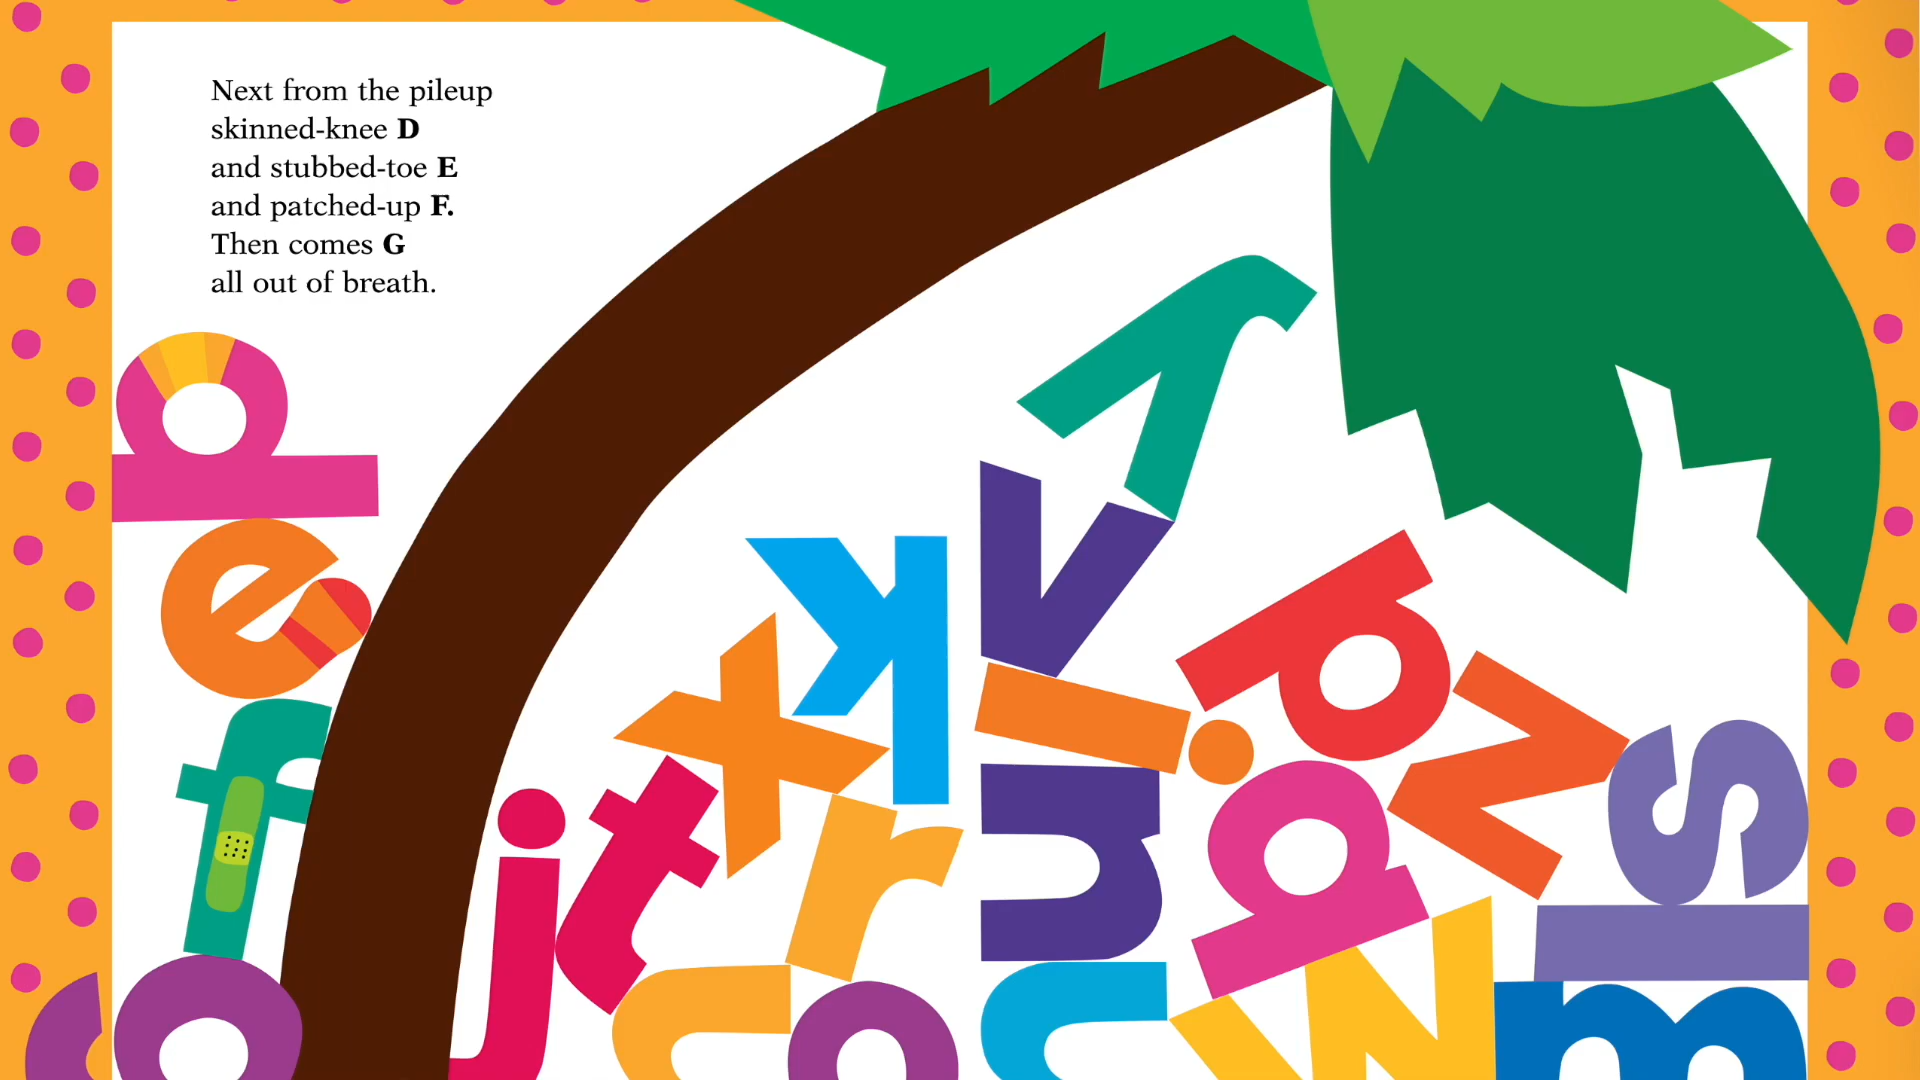 Next from the pileup
skinned-knee D
and stubbed-toe E
and patched-up F.
Then comes G
all out of breath.